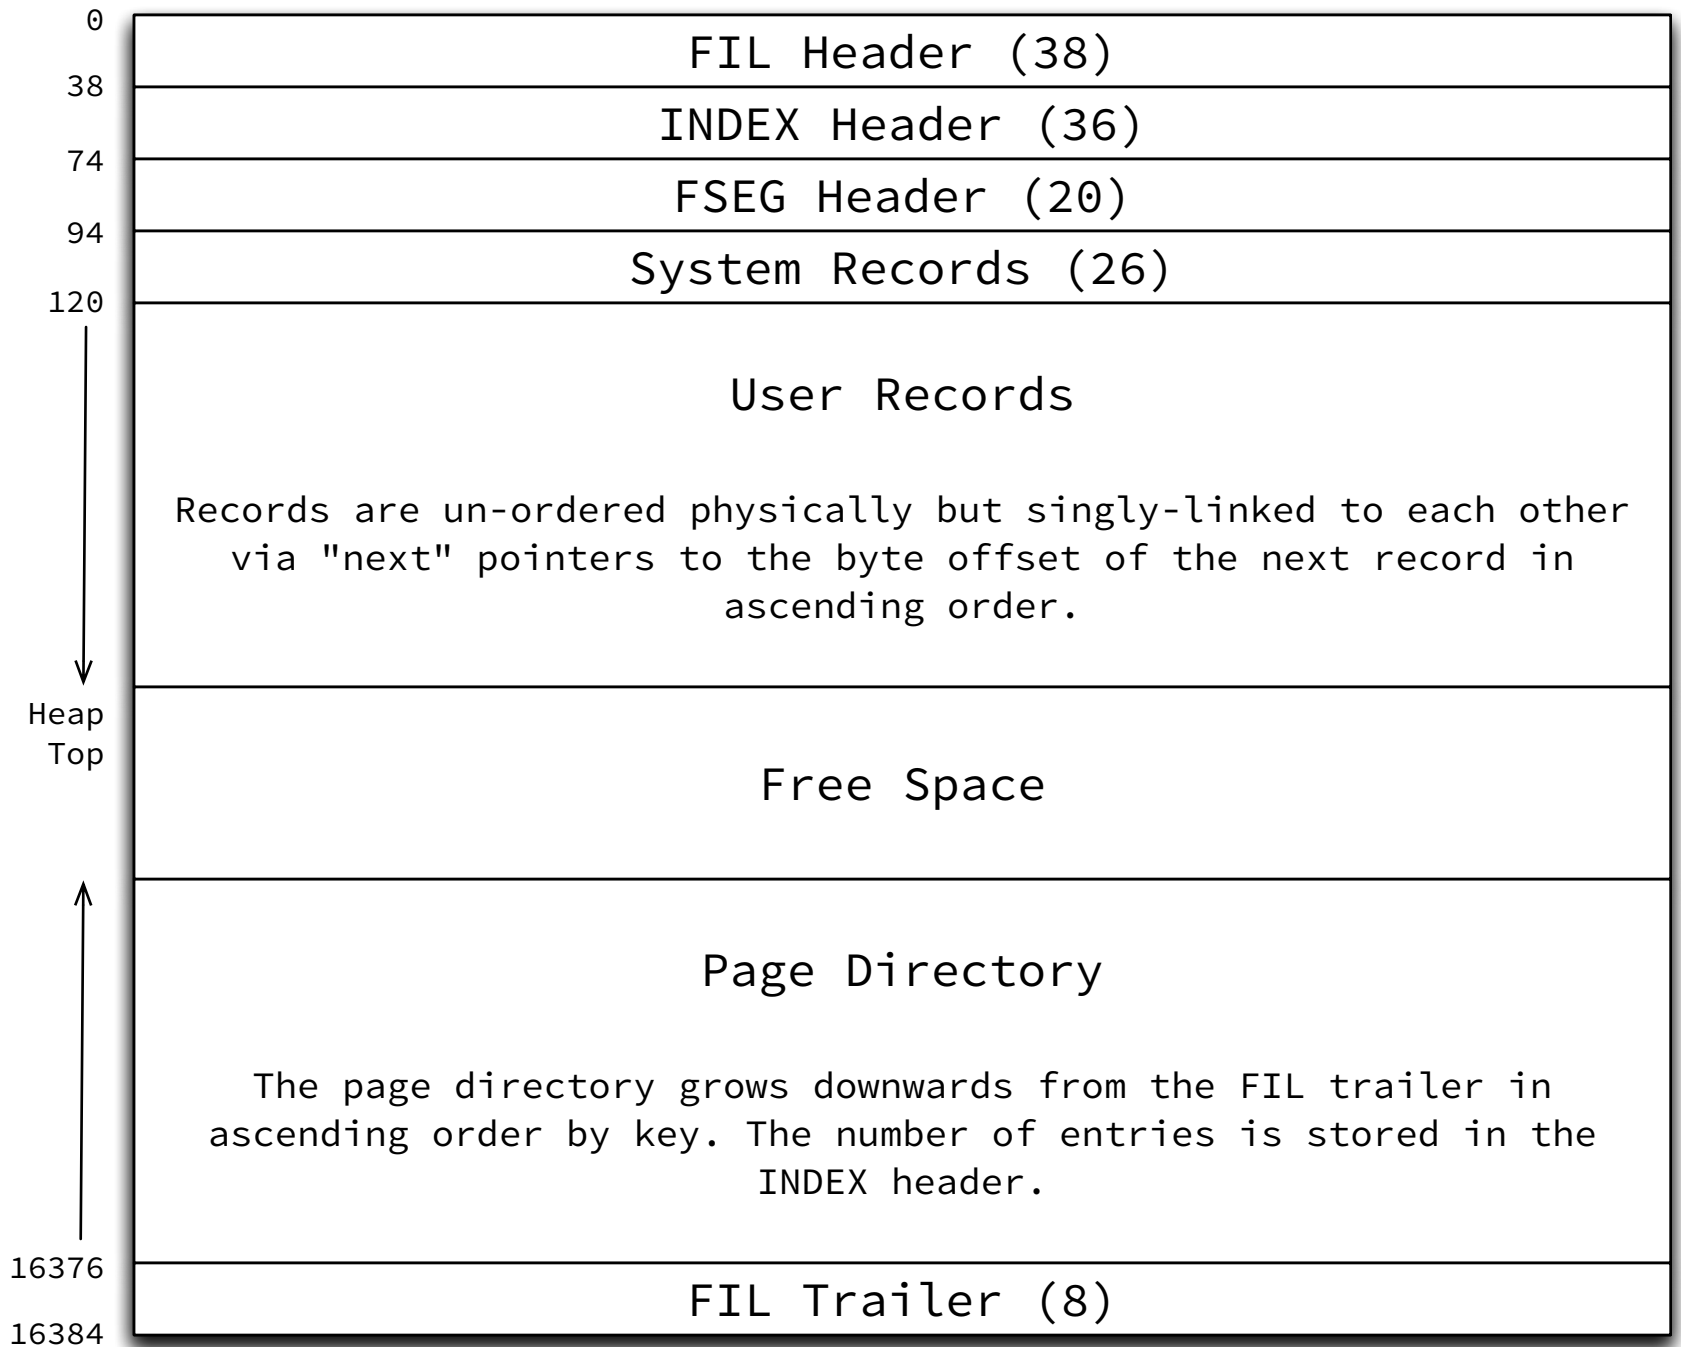 0
FIL Header (38)
38
INDEX Header (36)
74
FSEG Header (20)
94
System Records (26)
120
User Records
Records are un-ordered physically but singly-linked to each other
via "next" pointers to the byte offset of the next record in
ascending order.
Heap
Top
Free Space
Page Directory
The page directory grows downwards from the FIL trailer in
ascending order by key. The number of entries is stored in the
INDEX header.
16376
FIL Trailer (8)
16384